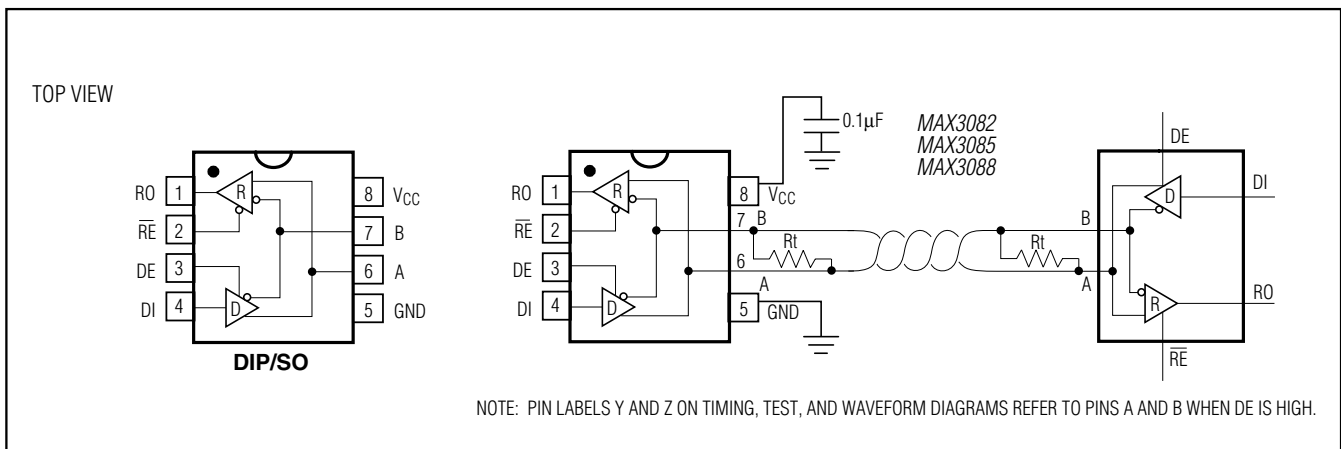 TOP VIEW
RO 1
RE 2
DE 3
DI 4
R
D
8 VCC
7 B
6 A
5 GND
DIP/SO
RO 1
RE 2
DE 3
DI 4
R
D
8 VCC
7 B
6 A
5 GND
0.1µF
Rt
MAX3082
MAX3085
MAX3088
Rt
B
A
DE
D
DI
R
RO
RE
NOTE: PIN LABELS Y AND Z ON TIMING, TEST, AND WAVEFORM DIAGRAMS REFER TO PINS A AND B WHEN DE IS HIGH.